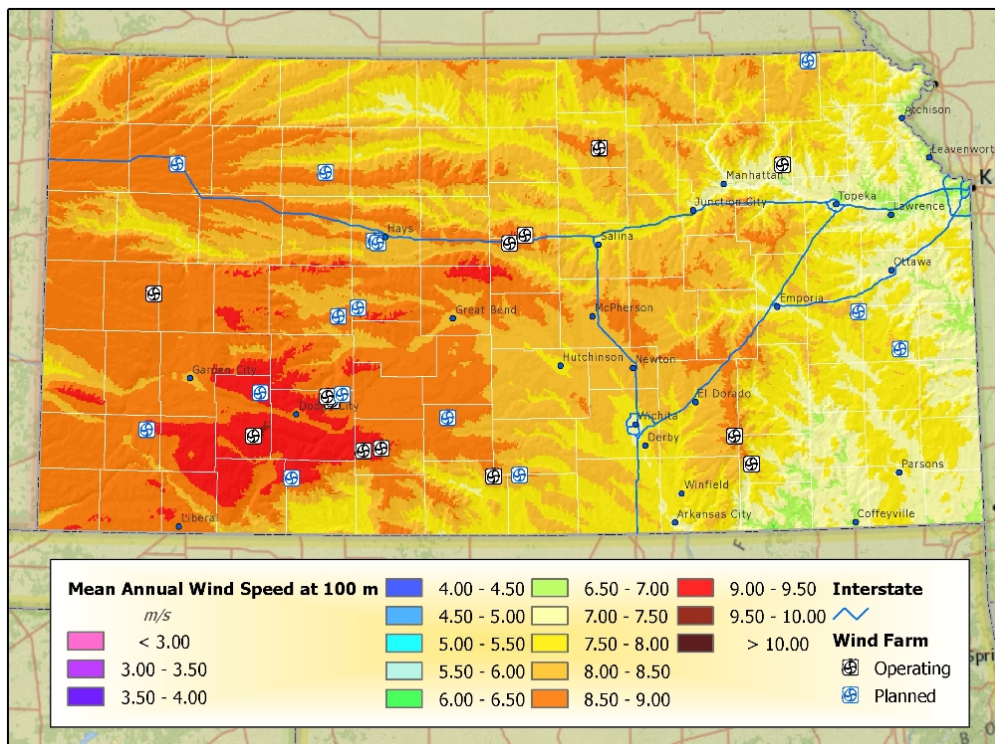 Atchison
Leavenwort
K
Manhattan
Topeka
Junction City
Lawrence
Hays
Salina
Ottawa
Emporia
Great Bend
McPherson
Hutchinson
Newton
Garden City
El Dorado
Dodge City
Wichita
Derby
Parsons
Winfield
Liberal
Arkansas City
Coffeyville
F
Mean Annual Wind Speed at 100 m
m/s
< 3.00
3.00 - 3.50
3.50 - 4.00
4.00 - 4.50
4.50 - 5.00
5.00 - 5.50
5.50 - 6.00
6.00 - 6.50
6.50 - 7.00
7.00 - 7.50
7.50 - 8.00
8.00 - 8.50
8.50 - 9.00
9.00 - 9.50
9.50 - 10.00
> 10.00
Interstate
Wind Farm
Operating
Planned
Spri
B O